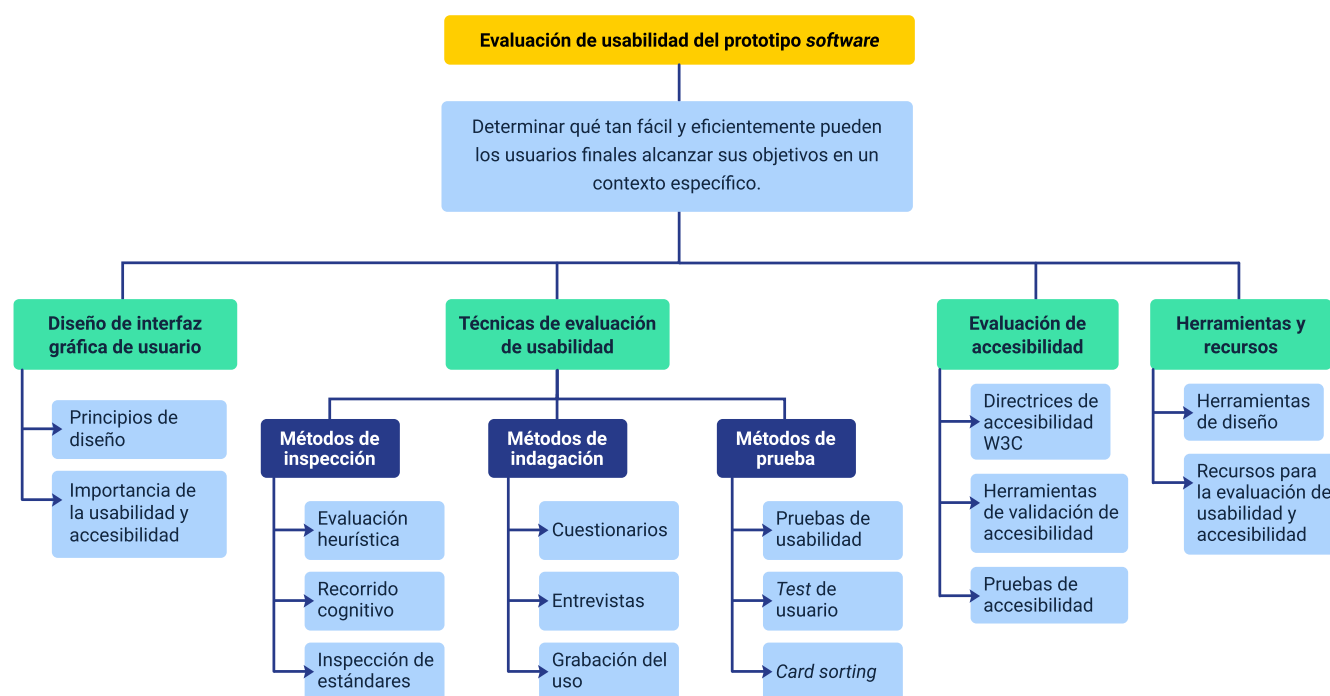 Evaluación de usabilidad del prototipo software
Determinar qué tan fácil y eficientemente pueden
los usuarios finales alcanzar sus objetivos en un
contexto específico.
Diseño de interfaz
gráfica de usuario
Principios de
diseño
Importancia de
la usabilidad y
accesibilidad
Técnicas de evaluación
de usabilidad
Métodos de
inspección
Evaluación
heurística
Recorrido
cognitivo
Inspección de
estándares
Métodos de
indagación
Cuestionarios
Entrevistas
Grabación del
uso
Métodos de
prueba
Pruebas de
usabilidad
Test de
usuario
Card sorting
Evaluación de
accesibilidad
Directrices de
accesibilidad
W3C
Herramientas
de validación de
accesibilidad
Pruebas de
accesibilidad
Herramientas y
recursos
Herramientas
de diseño
Recursos para
la evaluación de
usabilidad y
accesibilidad